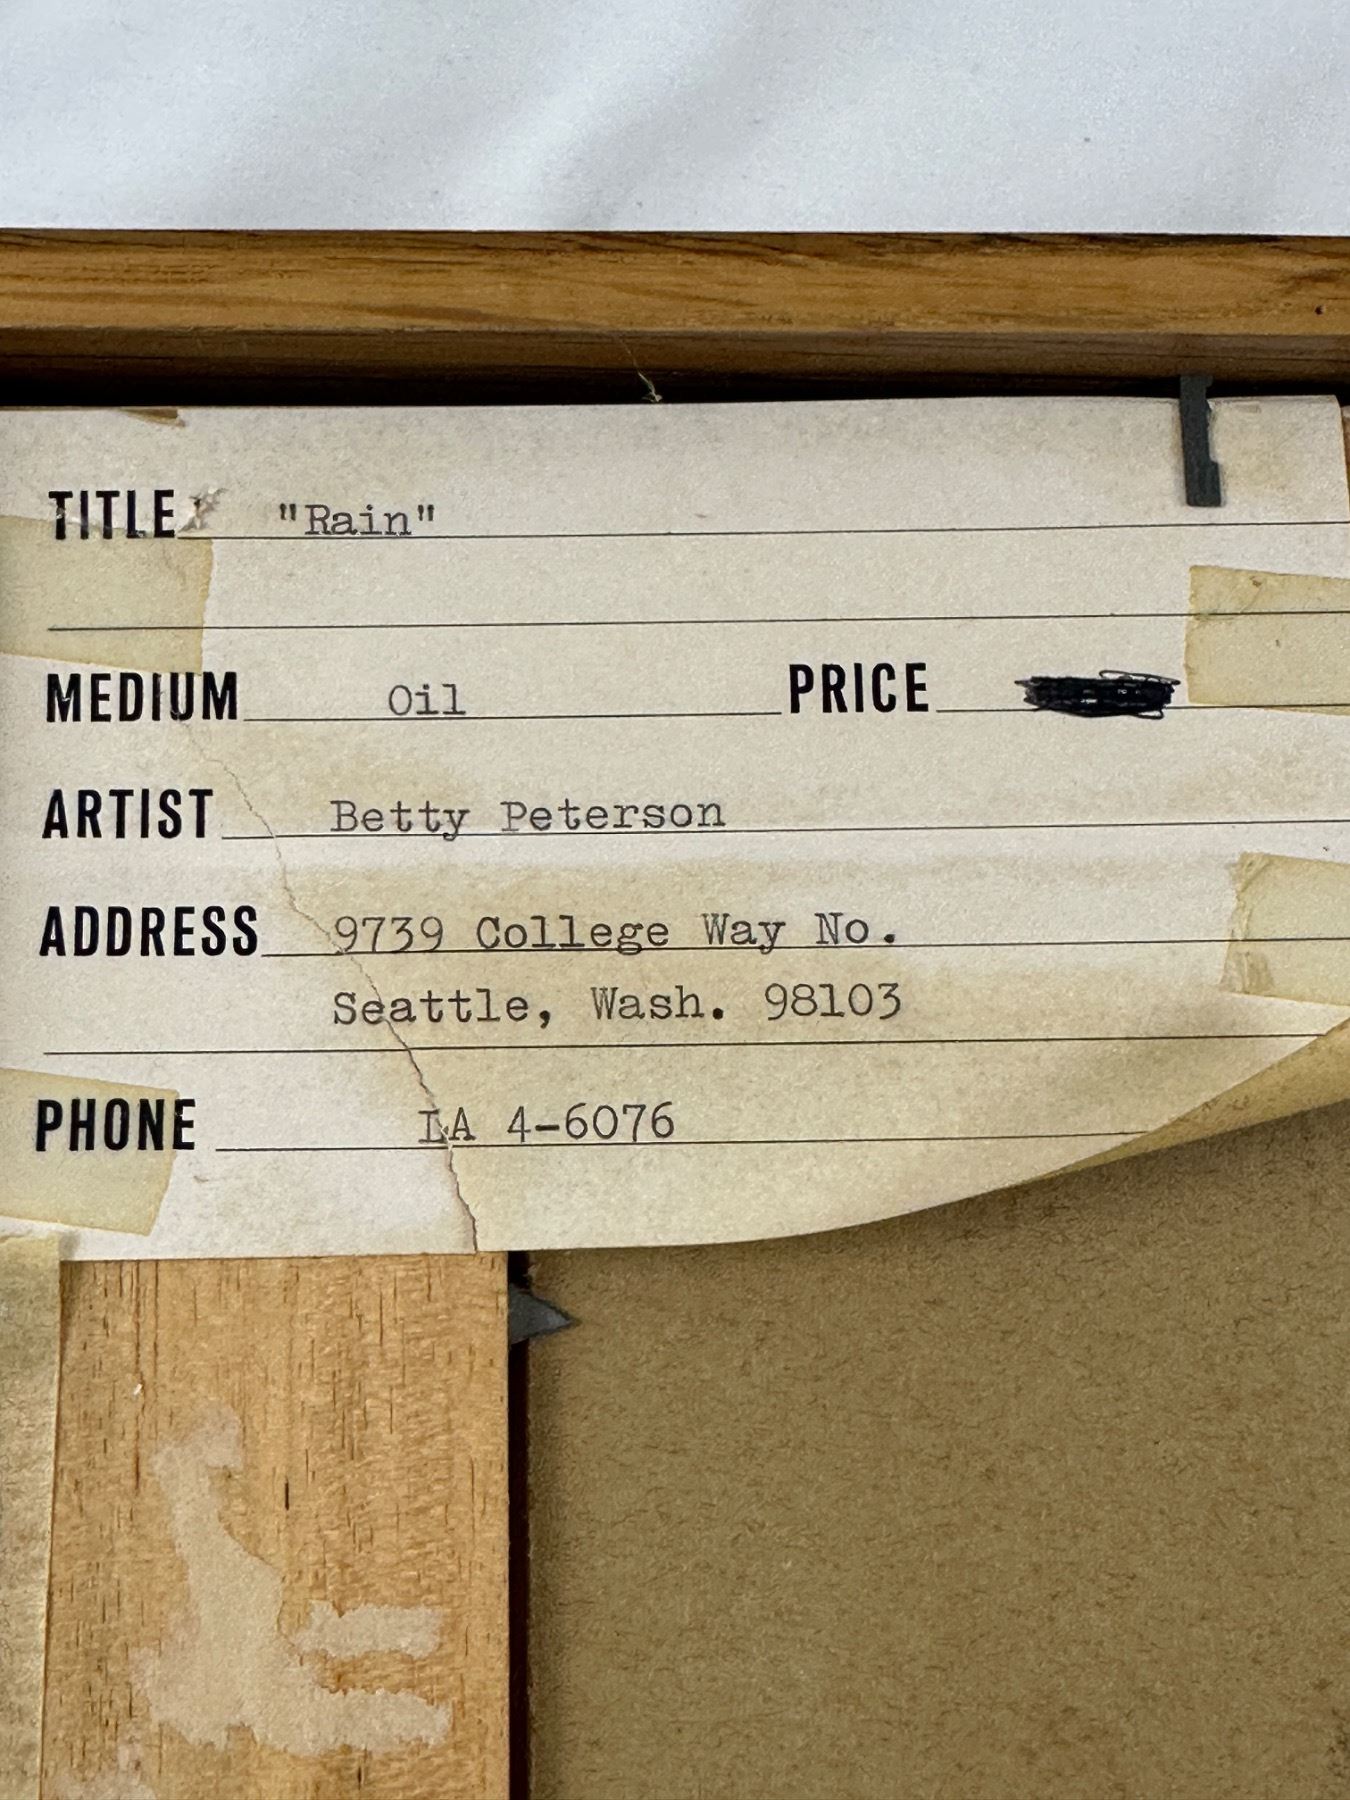 TITLE "Rain"
MEDIUM Oil PRICE
ARTIST Betty Peterson
ADDRESS 9739 College Way No.
Seattle, Wash. 98103
PHONE LA 4-6076